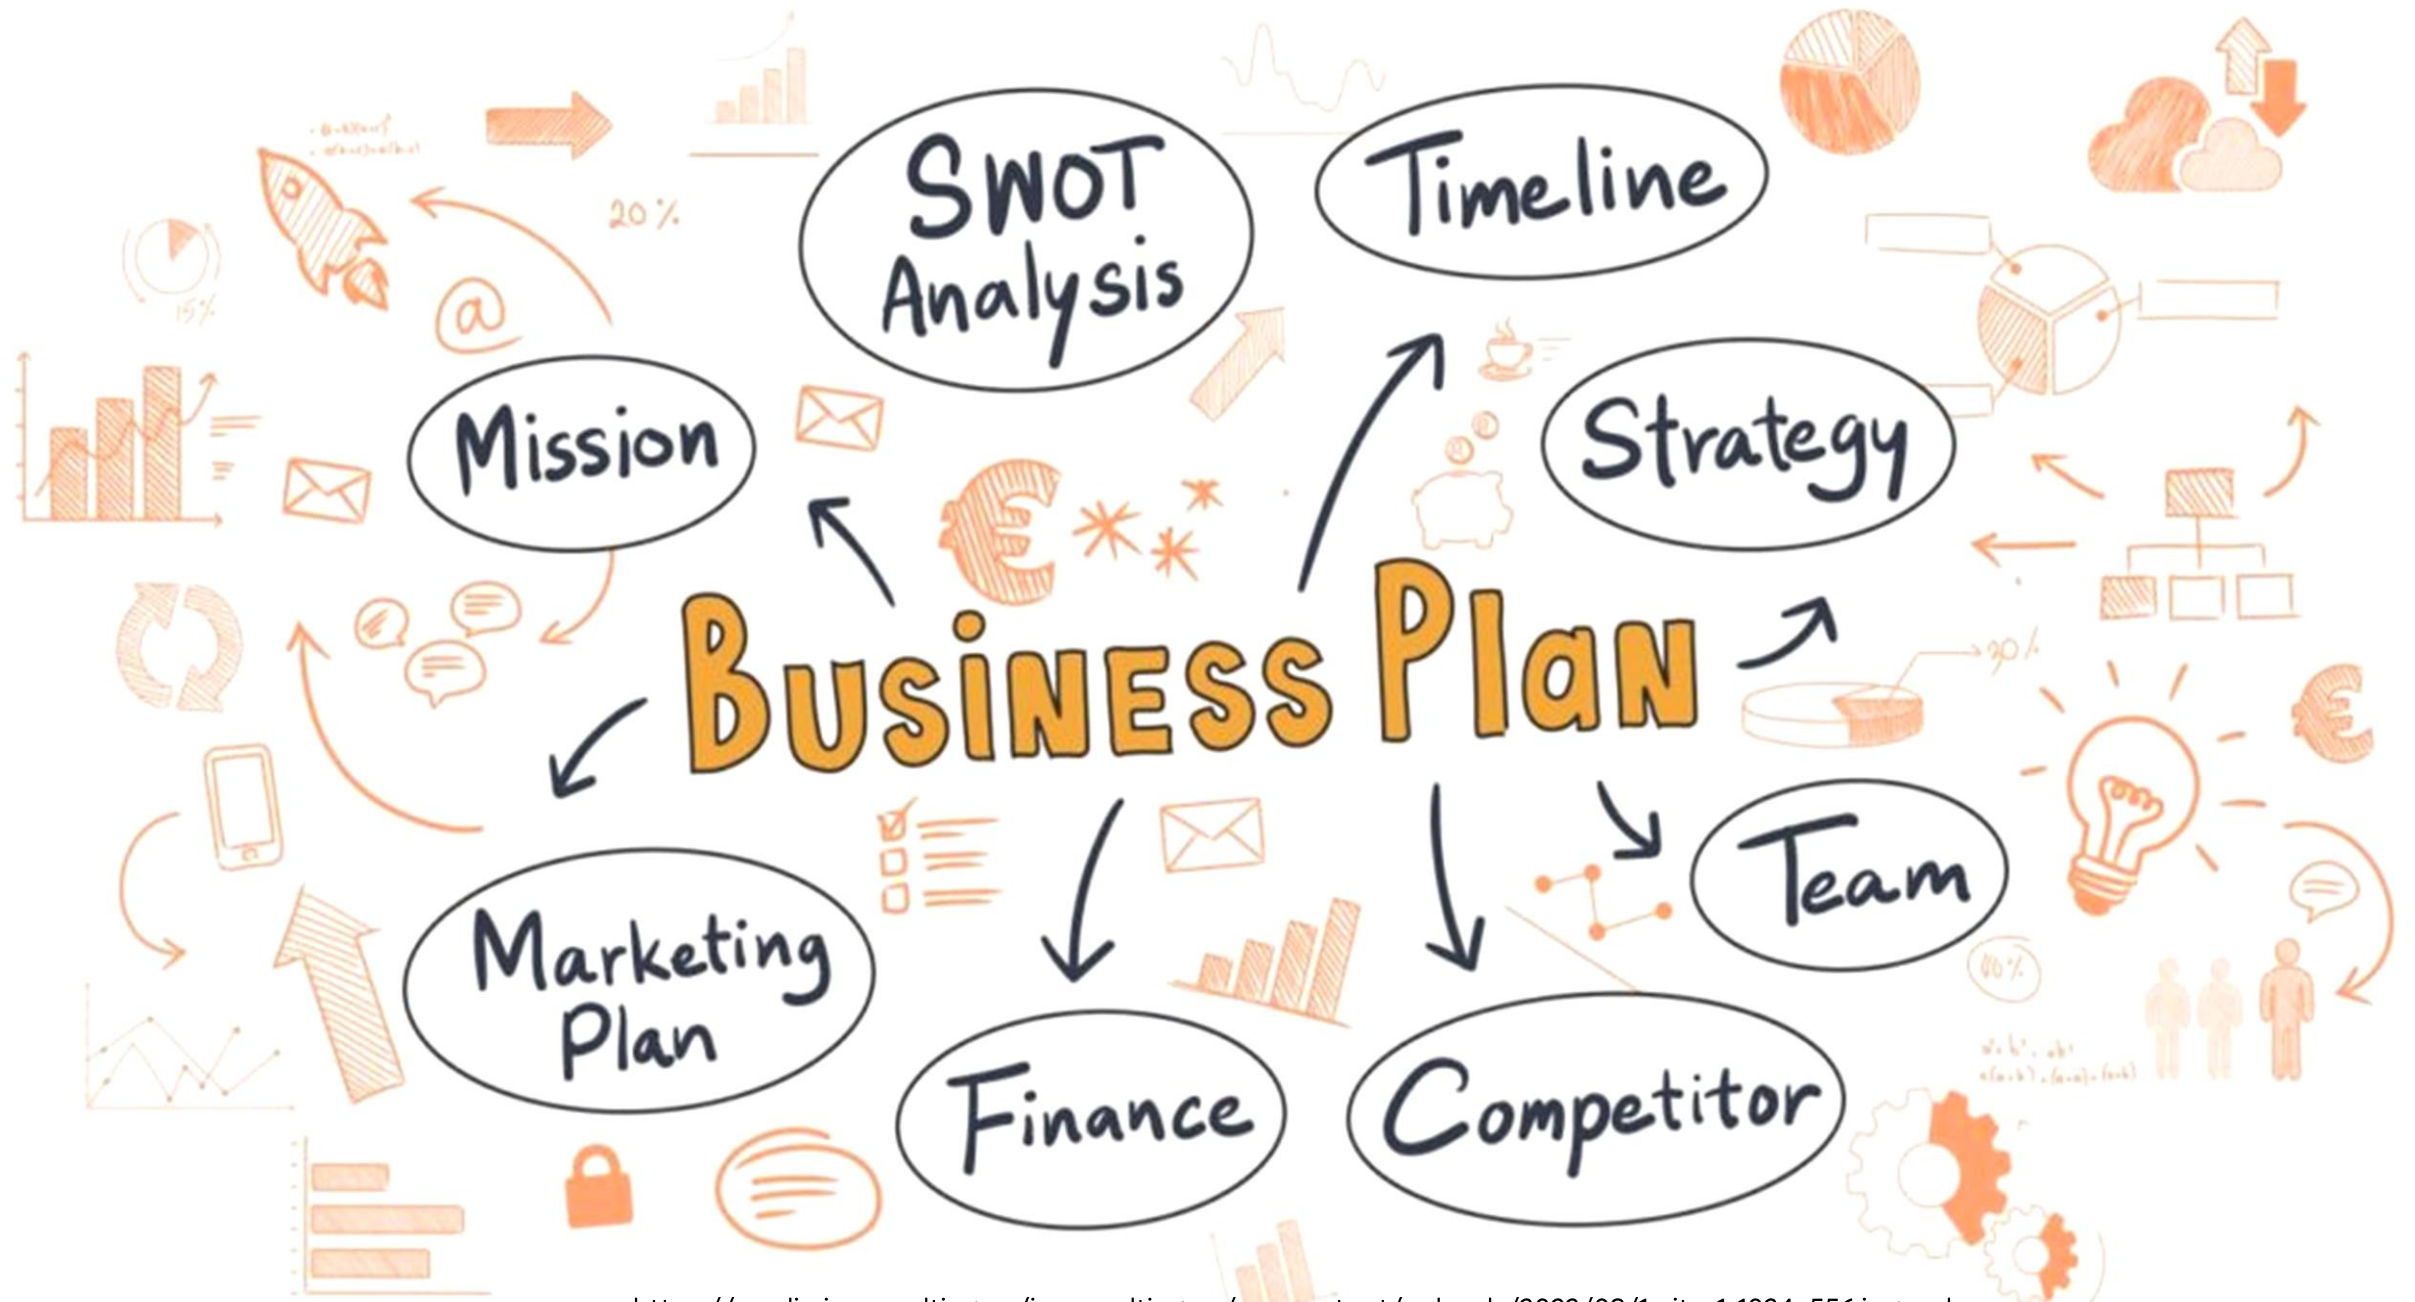 20%
15%
@
SWOT
Analysis
Timeline
Mission
Strategy
€
BUSINESS Plan
€
Marketing
Plan
Team
Finance
Competitor